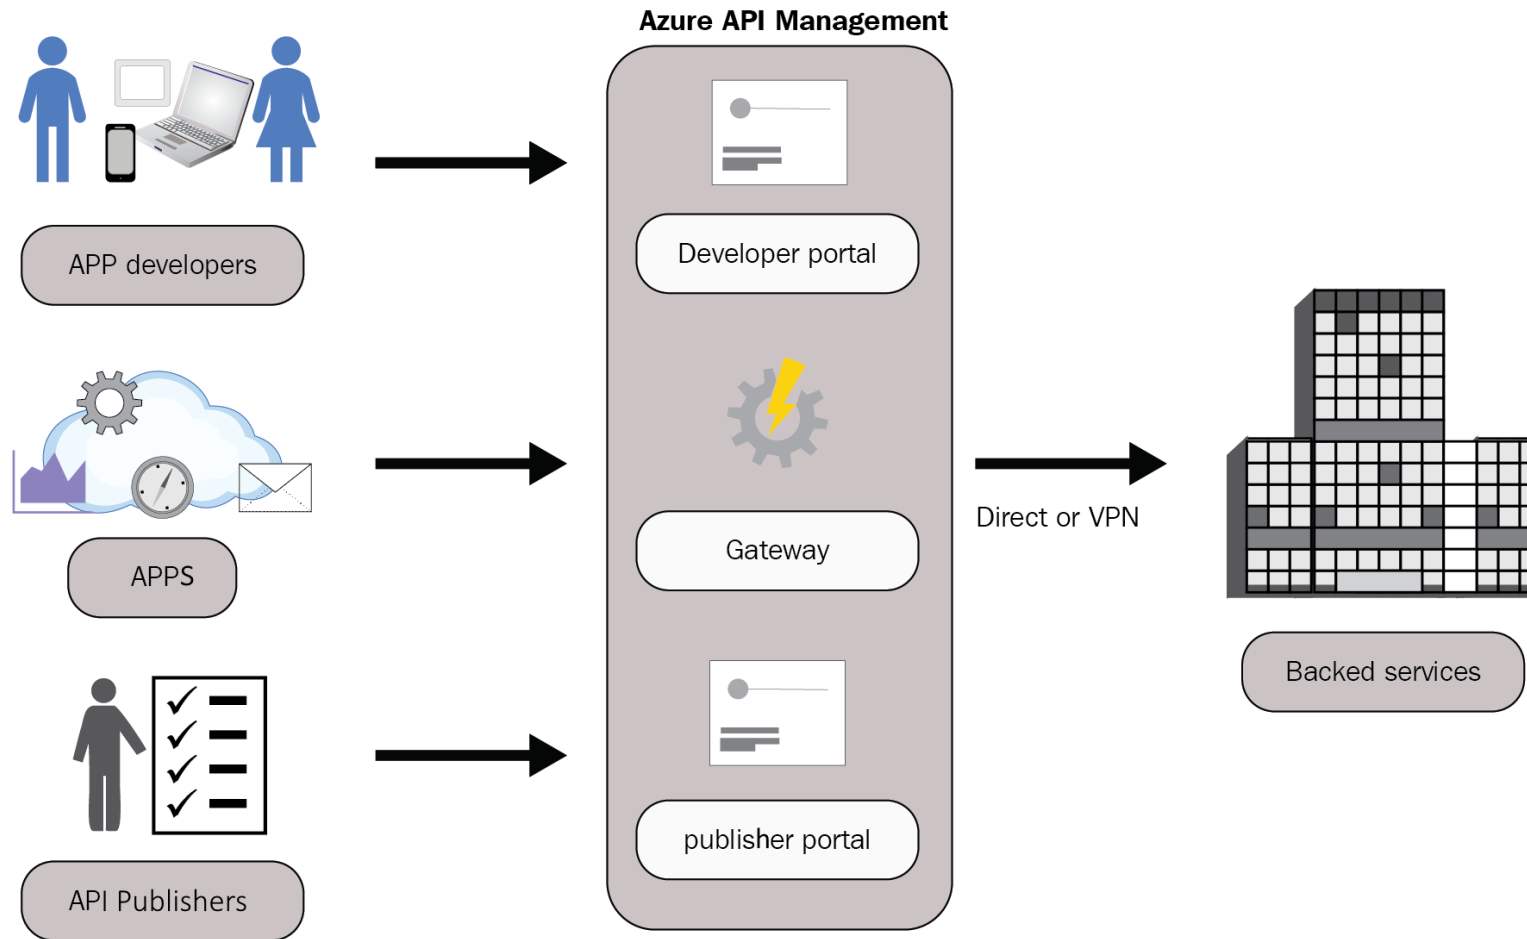 Azure API Management
APP developers
Developer portal
APPS
Gateway
Direct or VPN
Backed services
API Publishers
publisher portal